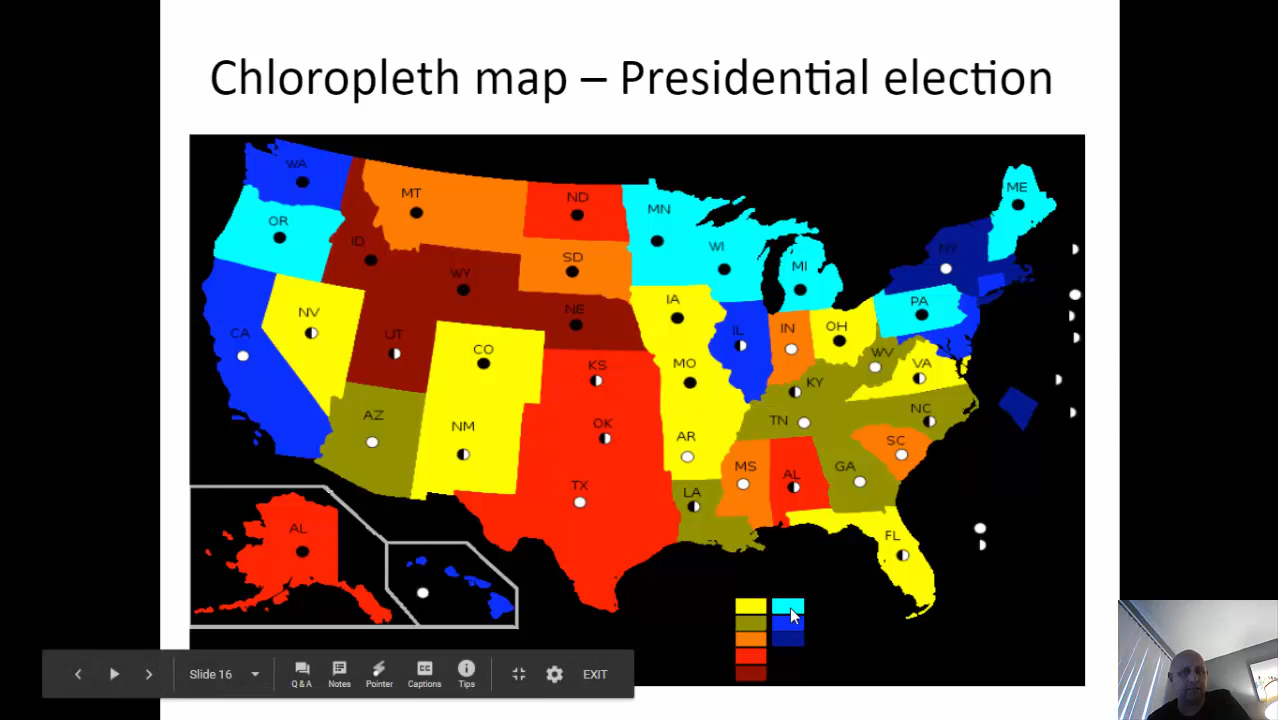 Chloropleth map – Presidential election
WA
MT
ND
MN
ME
OR
ID
SD
WI
MI
NY
WY
NE
IA
PA
NV
UT
CO
IL
IN
OH
WV
VA
CA
KS
MO
KY
AZ
NM
OK
TN
NC
AR
SC
TX
LA
MS
AL
GA
FL
AL
Slide 16
Q & A
Notes
Pointer
CC
Captions
Tips
EXIT